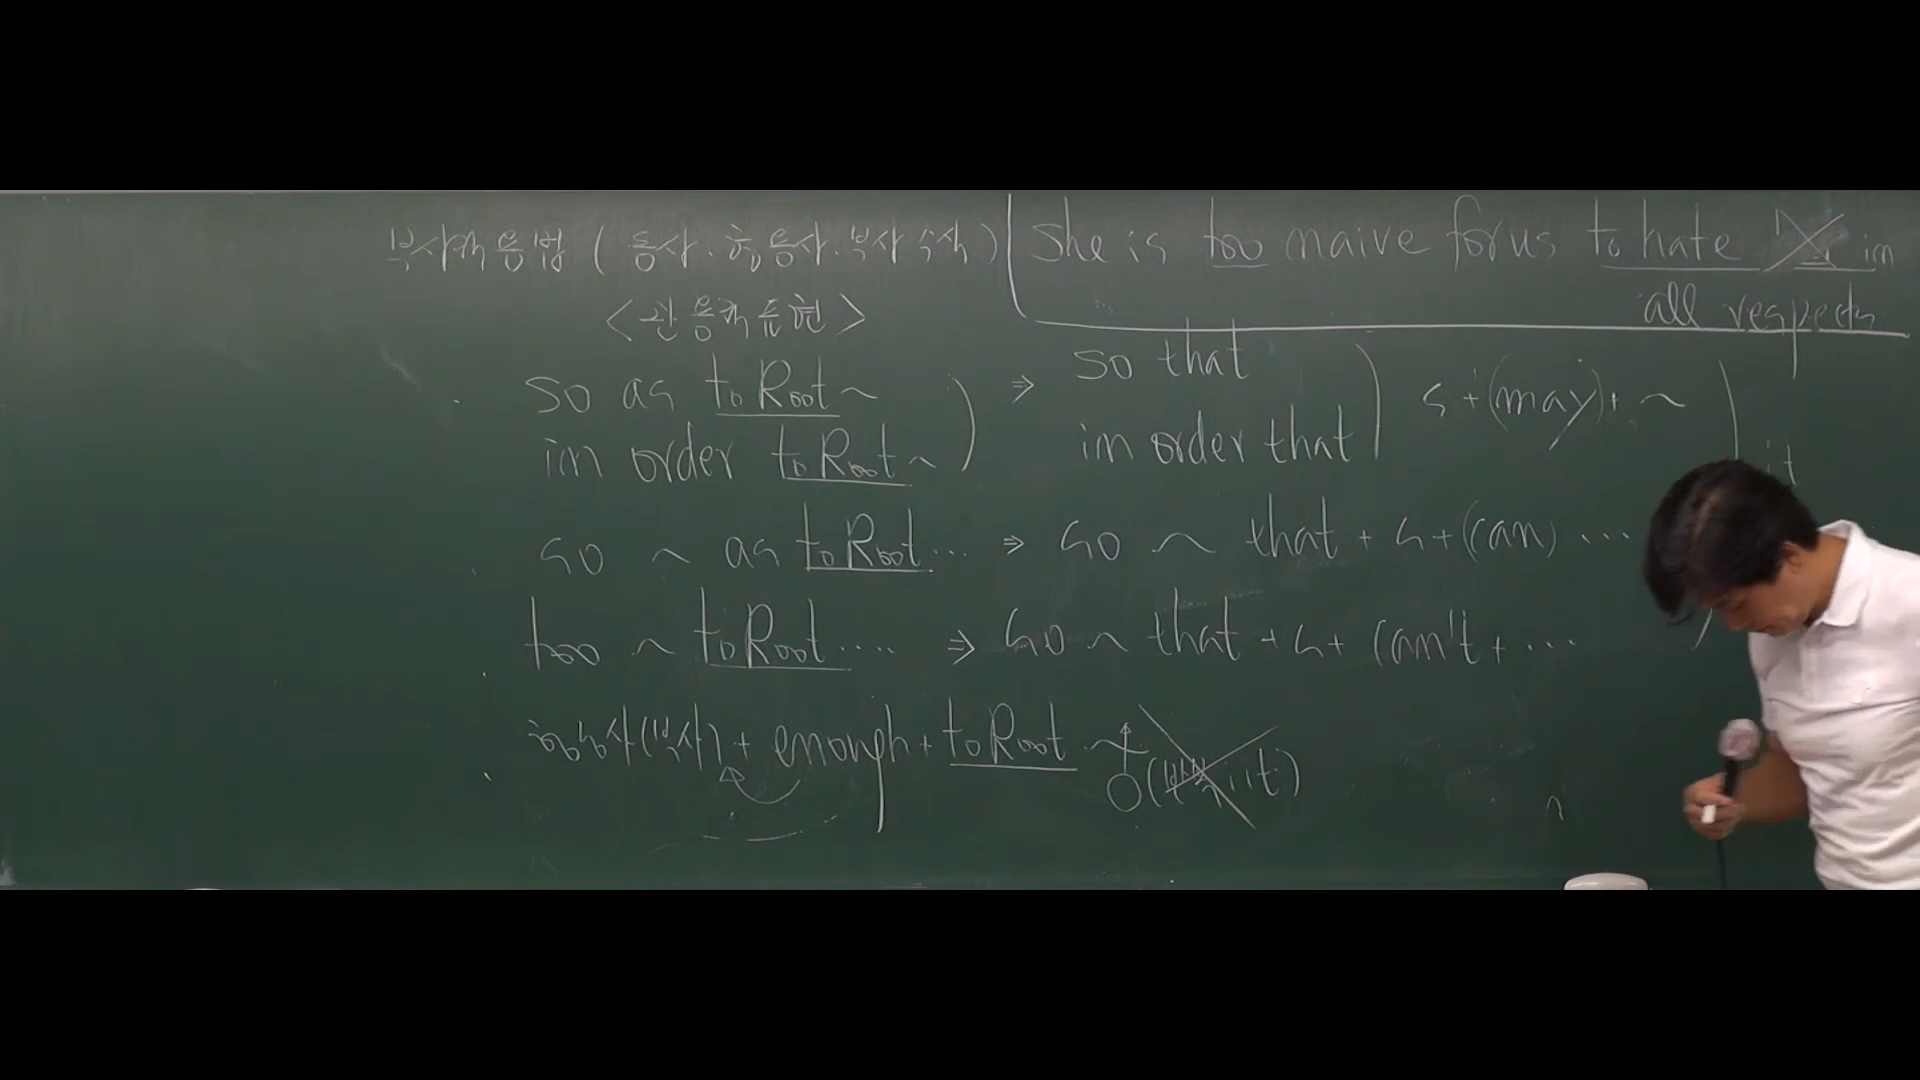 부사적 용법 ( 동사. 형용사. 부사 수식 )
She is too naive for us to hate in
all respects
< 관용적 표현 >
so as to Root ~
in order to Root ~
⇒ so that
in order that
S + (may) + ~
it
so ~ as to Root ... ⇒ so ~ that + S + (can) ...
too ~ to Root .... ⇒ so ~ that + S + can't + ...
형용사(부사) + enough + to Root ~